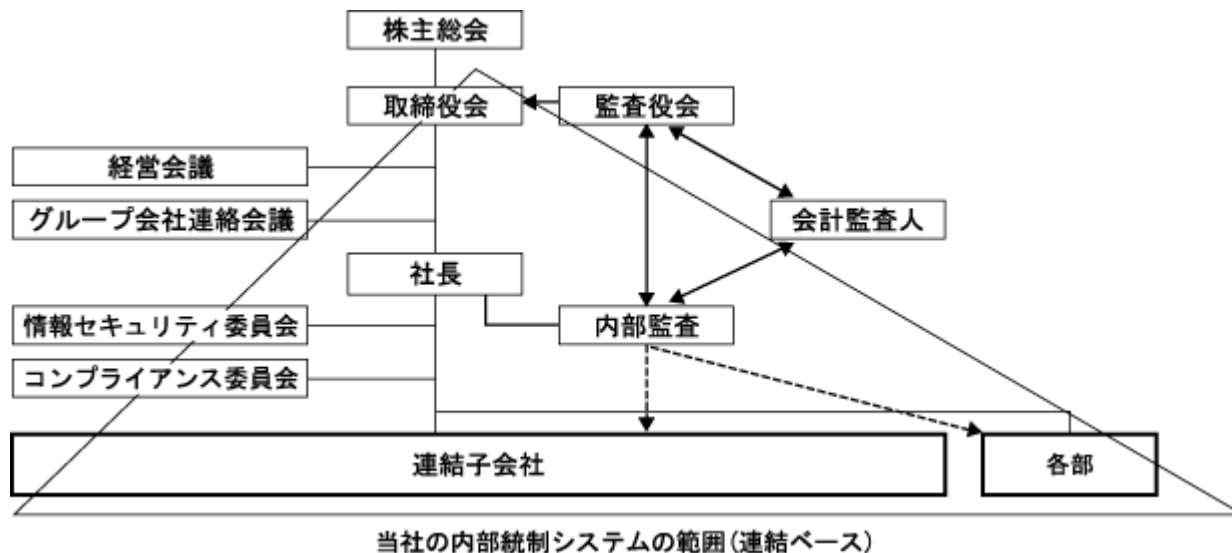 株主総会
取締役会
監査役会
経営会議
グループ会社連絡会議
会計監査人
社長
情報セキュリティ委員会
内部監査
コンプライアンス委員会
連結子会社
各部
当社の内部統制システムの範囲(連結ベース)